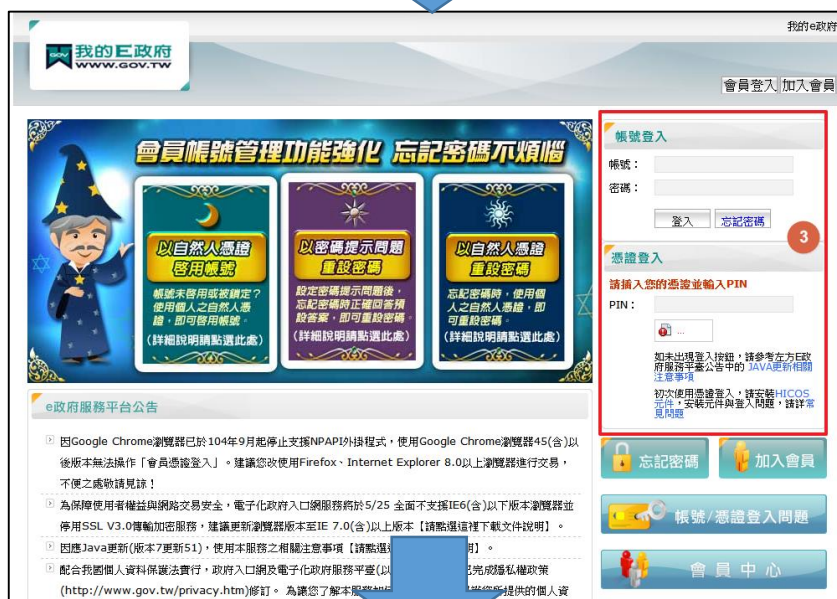 我的e政府
GOV 我的E政府
WWW.GOV.TW
會員登入 加入會員
會員帳號管理功能強化 忘記密碼不煩惱
以自然人憑證
啓用帳號
帳號未啓用或被鎖定？
使用個人之自然人憑
證，即可啓用帳號。
(詳細說明請點選此處)
以密碼提示問題
重設密碼
設定密碼提示問題後，
忘記密碼時正確回答預
設答案，即可重設密碼。
(詳細說明請點選此處)
以自然人憑證
重設密碼
忘記密碼時，使用個
人之自然人憑證，即
可重設密碼。
(詳細說明請點選此處)
帳號登入
帳號：
密碼：
登入 忘記密碼
3
憑證登入
請插入您的憑證並輸入PIN
PIN：
...
如未出現登入按鈕，請參考左方E政
府服務平臺公告中的 JAVA更新相關
注意事項
初次使用憑證登入，請安裝HICOS
元件，安裝元件與登入問題，請詳常
見問題
忘記密碼 加入會員
帳號/憑證登入問題
會員中心
e政府服務平台公告
因Google Chrome瀏覽器已於104年9月起停止支援NPAPI外掛程式，使用Google Chrome瀏覽器45(含)以
後版本無法操作「會員憑證登入」。建議您改使用Firefox、Internet Explorer 8.0以上瀏覽器進行交易，
不便之處敬請見諒！
為保障使用者權益與網路交易安全，電子化政府入口網服務將於5/25 全面不支援IE6(含)以下版本瀏覽器並
停用SSL V3.0傳輸加密服務，建議更新瀏覽器版本至IE 7.0(含)以上版本【請點選這裡下載文件說明】。
因應Java更新(版本7更新51)，使用本服務之相關注意事項【請點選 明】。
配合我國個人資料保護法實行，政府入口網及電子化政府服務平臺(以 已完成隱私權政策
(http://www.gov.tw/privacy.htm)修訂。 為讓您了解本服務如 您所提供的個人資